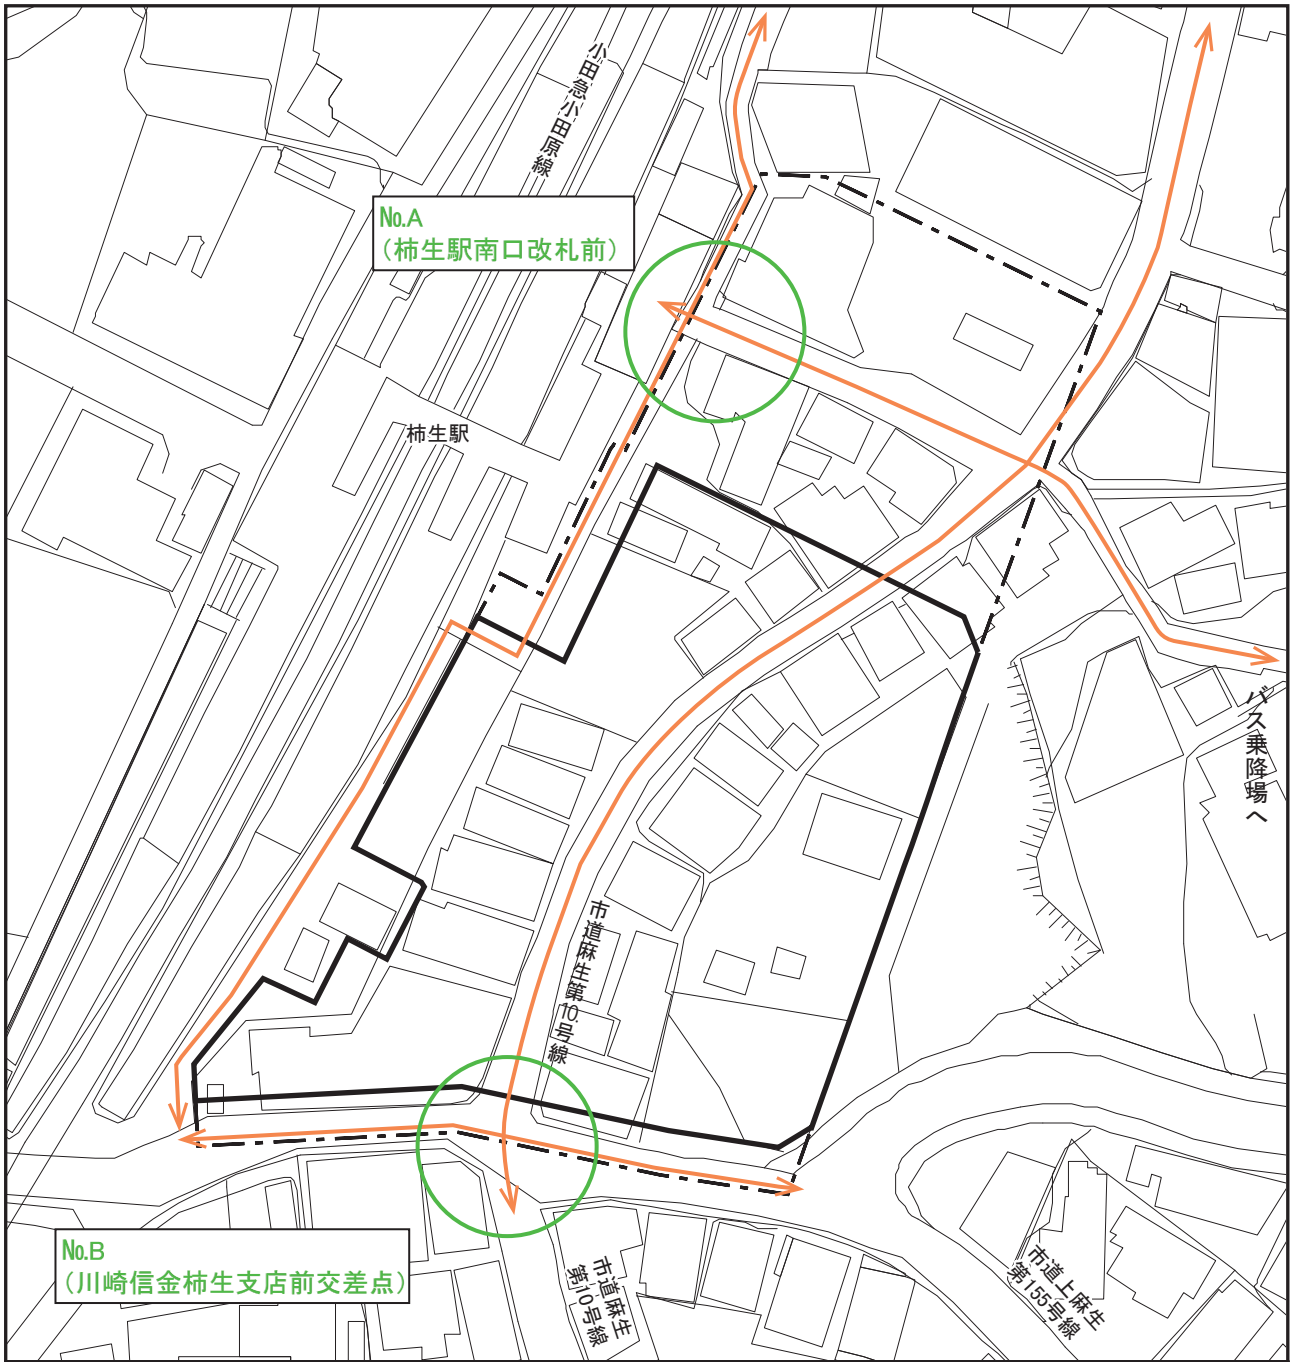 小田急小田原線
No.A
(柿生駅南口改札前)
柿生駅
バス乗降場へ
市道麻生第10号線
No.B
(川崎信金柿生支店前交差点)
市道麻生
第10号線
市道上麻生
第155号線